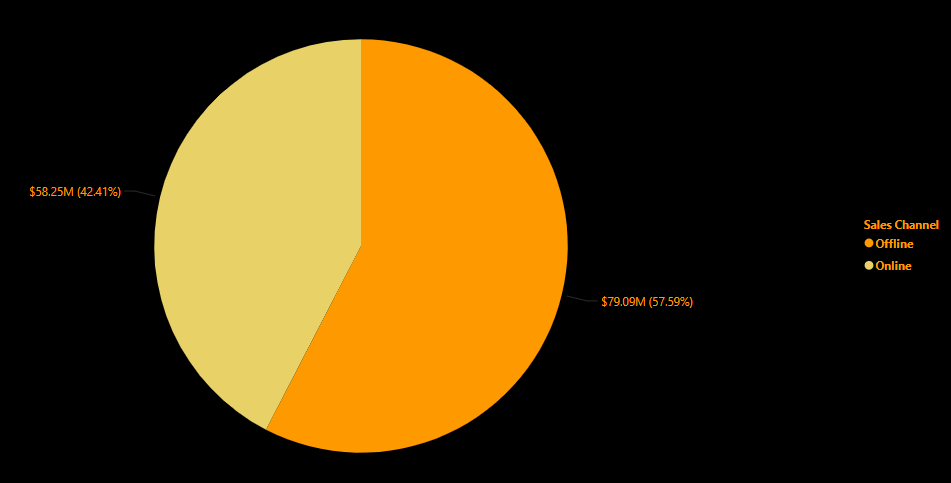 $58.25M (42.41%)
$79.09M (57.59%)
Sales Channel
Offline
Online